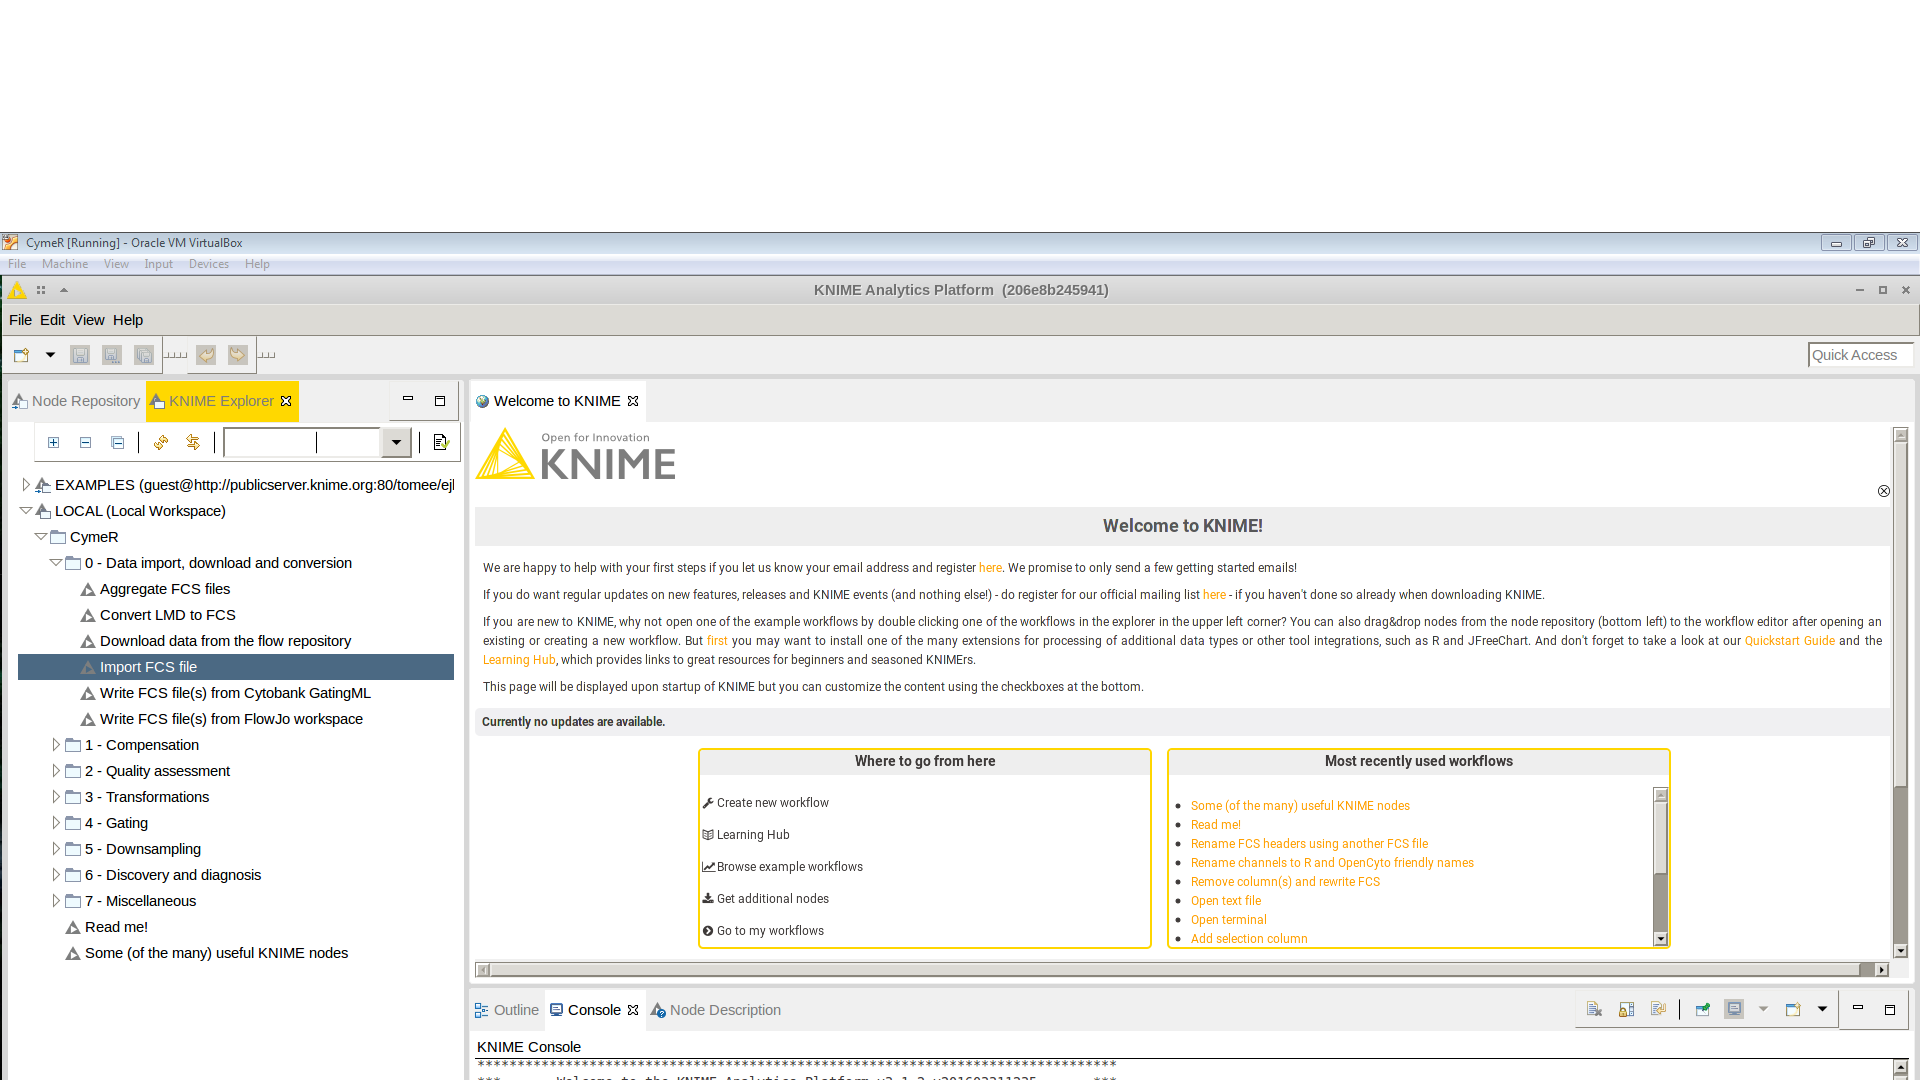 CymeR [Running] - Oracle VM VirtualBox
File Machine View Input Devices Help
KNIME Analytics Platform (206e8b245941)
File Edit View Help
Quick Access
Node Repository
KNIME Explorer
EXAMPLES (guest@http://publicserver.knime.org:80/tomee/ejl
LOCAL (Local Workspace)
CymeR
0 - Data import, download and conversion
Aggregate FCS files
Convert LMD to FCS
Download data from the flow repository
Import FCS file
Write FCS file(s) from Cytobank GatingML
Write FCS file(s) from FlowJo workspace
1 - Compensation
2 - Quality assessment
3 - Transformations
4 - Gating
5 - Downsampling
6 - Discovery and diagnosis
7 - Miscellaneous
Read me!
Some (of the many) useful KNIME nodes
Welcome to KNIME
Open for Innovation
KNIME
Welcome to KNIME!
We are happy to help with your first steps if you let us know your email address and register here. We promise to only send a few getting started emails!
If you do want regular updates on new features, releases and KNIME events (and nothing else!) - do register for our official mailing list here - if you haven't done so already when downloading KNIME.
If you are new to KNIME, why not open one of the example workflows by double clicking one of the workflows in the explorer in the upper left corner? You can also drag&drop nodes from the node repository (bottom left) to the workflow editor after opening an
existing or creating a new workflow. But first you may want to install one of the many extensions for processing of additional data types or other tool integrations, such as R and JFreeChart. And don't forget to take a look at our Quickstart Guide and the
Learning Hub, which provides links to great resources for beginners and seasoned KNIMErs.
This page will be displayed upon startup of KNIME but you can customize the content using the checkboxes at the bottom.
Currently no updates are available.
Where to go from here
Create new workflow
Learning Hub
Browse example workflows
Get additional nodes
Go to my workflows
Most recently used workflows
Some (of the many) useful KNIME nodes
Read me!
Rename FCS headers using another FCS file
Rename channels to R and OpenCyto friendly names
Remove column(s) and rewrite FCS
Open text file
Open terminal
Add selection column
Outline
Console
Node Description
KNIME Console
********************************************************************************
*** Welcome to the KNIME Analytics Platform ***